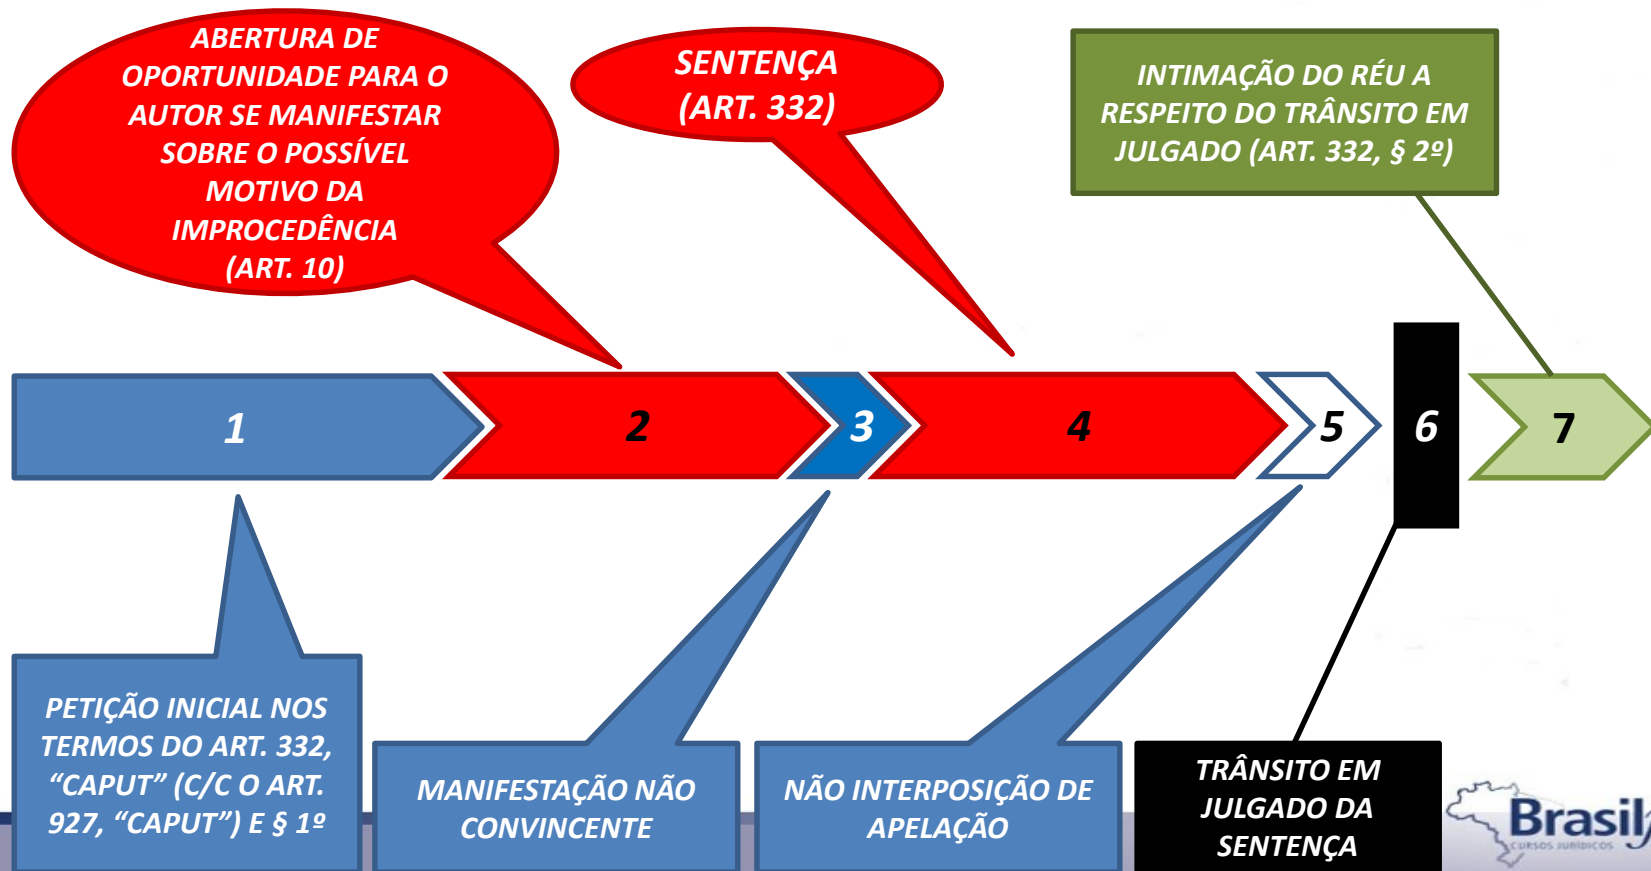 ABERTURA DE
OPORTUNIDADE PARA O
AUTOR SE MANIFESTAR
SOBRE O POSSÍVEL
MOTIVO DA
IMPROCEDÊNCIA
(ART. 10)
SENTENÇA
(ART. 332)
INTIMAÇÃO DO RÉU A
RESPEITO DO TRÂNSITO EM
JULGADO (ART. 332, § 2º)
1
2
3
4
5
6
7
PETIÇÃO INICIAL NOS
TERMOS DO ART. 332,
“CAPUT” (C/C O ART.
927, “CAPUT”) E § 1º
MANIFESTAÇÃO NÃO
CONVINCENTE
NÃO INTERPOSIÇÃO DE
APELAÇÃO
TRÂNSITO EM
JULGADO DA
SENTENÇA
Brasil
CURSOS JURÍDICOS